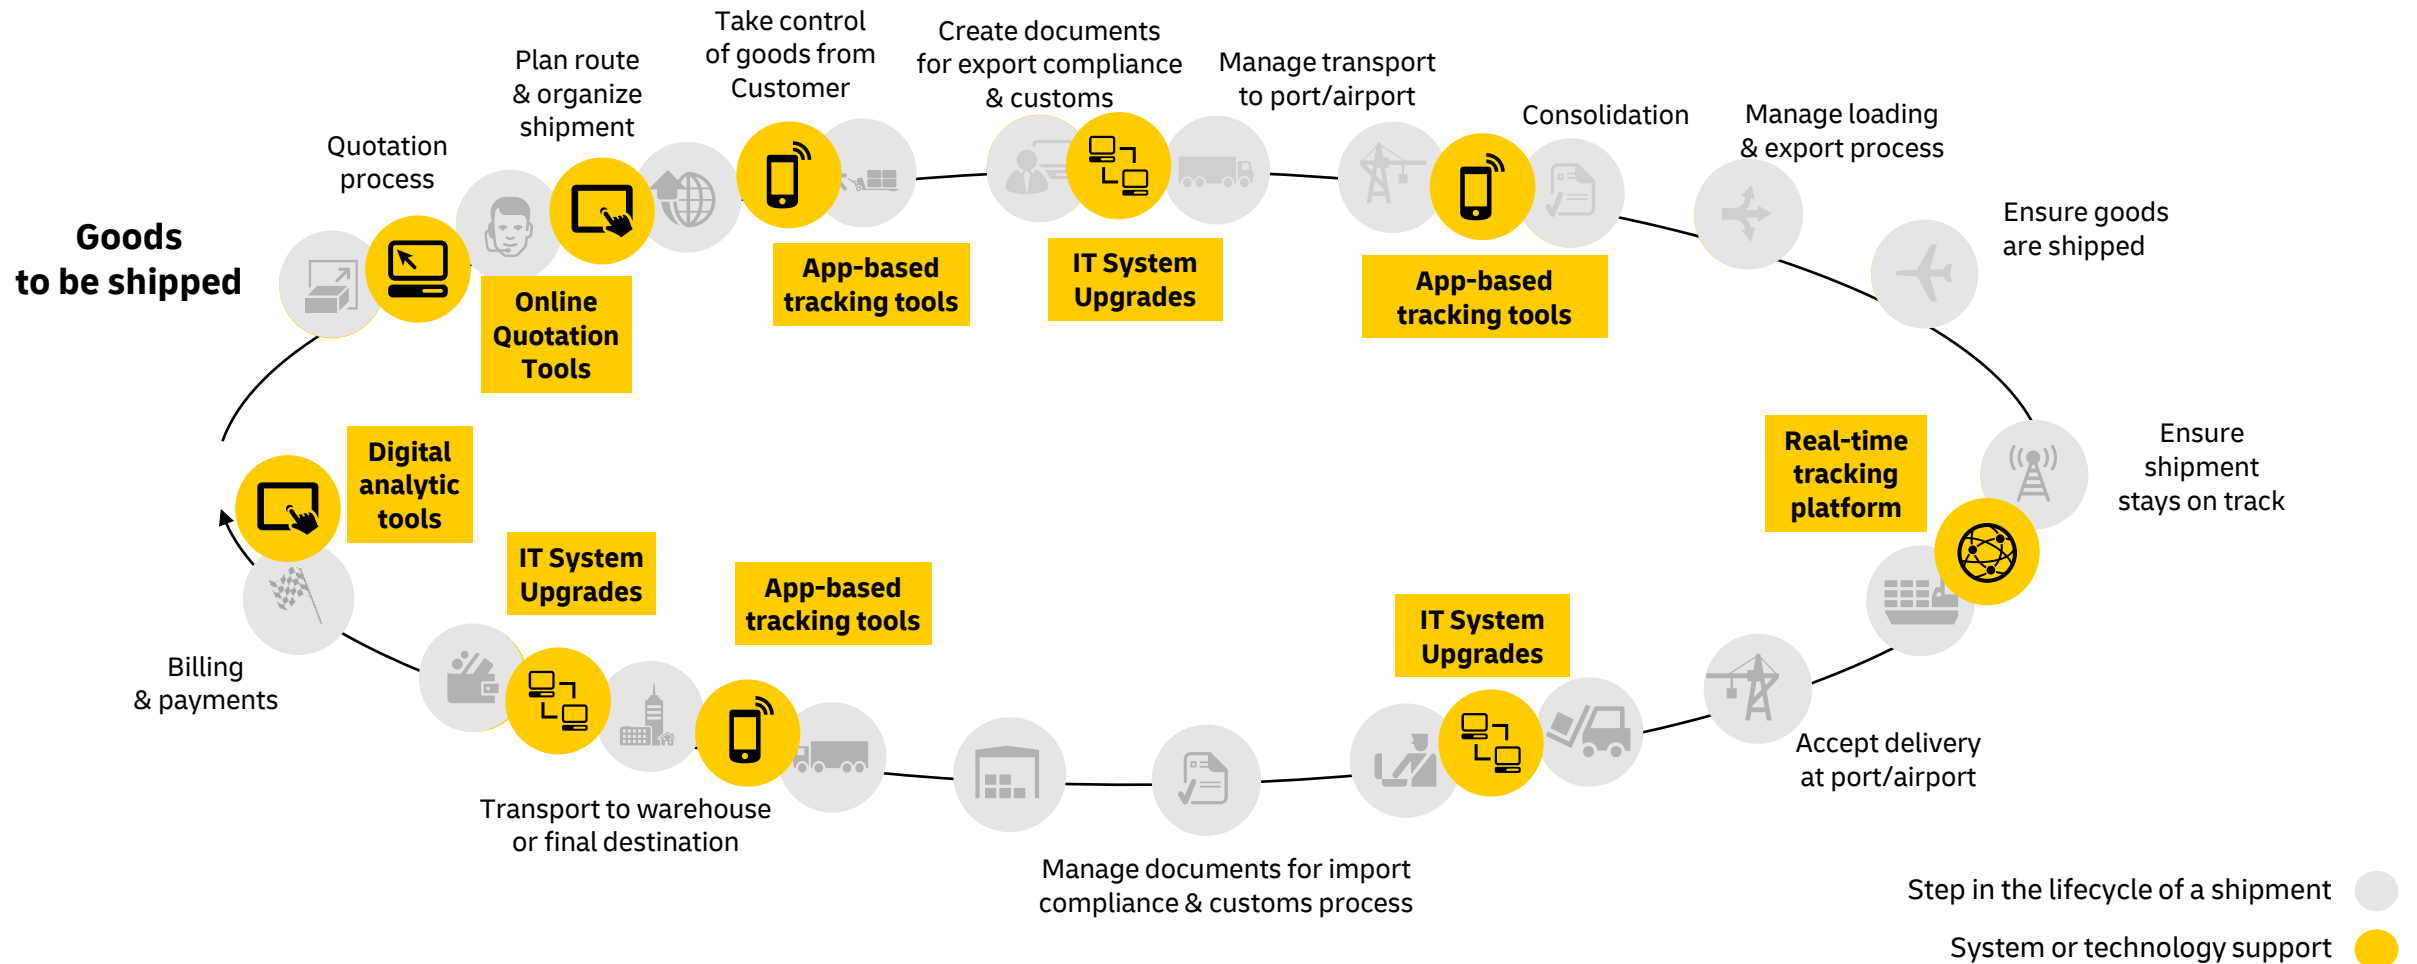 Goods
to be shipped
Quotation
process
Plan route
& organize
shipment
Take control
of goods from
Customer
Create documents
for export compliance
& customs
Manage transport
to port/airport
Consolidation
Manage loading
& export process
Ensure goods
are shipped
Online
Quotation
Tools
App-based
tracking tools
IT System
Upgrades
App-based
tracking tools
Real-time
tracking
platform
Ensure
shipment
stays on track
Digital
analytic
tools
IT System
Upgrades
App-based
tracking tools
IT System
Upgrades
Billing
& payments
Transport to warehouse
or final destination
Manage documents for import
compliance & customs process
Accept delivery
at port/airport
Step in the lifecycle of a shipment
System or technology support